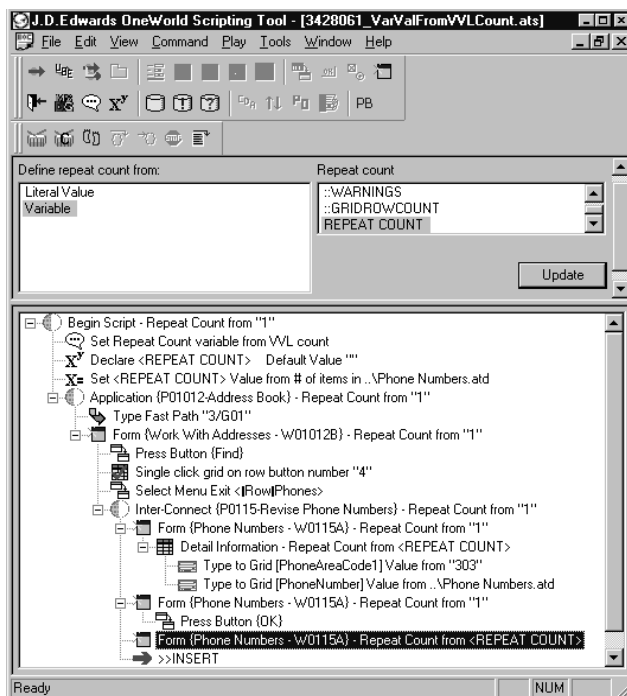 J.D.Edwards OneWorld Scripting Tool - [3428061_VarValFromVVLCount.ats]
File Edit View Command Play Tools Window Help
PB
Define repeat count from:
Repeat count
Literal Value
Variable
::WARNINGS
::GRIDROWCOUNT
REPEAT COUNT
Update
Begin Script - Repeat Count from "1"
Set Repeat Count variable from VVL count
Declare <REPEAT COUNT> Default Value ""
Set <REPEAT COUNT> Value from # of items in ..\Phone Numbers.atd
Application {P01012-Address Book} - Repeat Count from "1"
Type Fast Path "3/G01"
Form {Work With Addresses - W01012B} - Repeat Count from "1"
Press Button {Find}
Single click grid on row button number "4"
Select Menu Exit <|Row|Phones>
Inter-Connect {P0115-Revise Phone Numbers} - Repeat Count from "1"
Form {Phone Numbers - W0115A} - Repeat Count from "1"
Detail Information - Repeat Count from <REPEAT COUNT>
Type to Grid [PhoneAreaCode1] Value from "303"
Type to Grid [PhoneNumber] Value from ..\Phone Numbers.atd
Form {Phone Numbers - W0115A} - Repeat Count from "1"
Press Button {OK}
Form {Phone Numbers - W0115A} - Repeat Count from <REPEAT COUNT>
>>INSERT
Ready
NUM